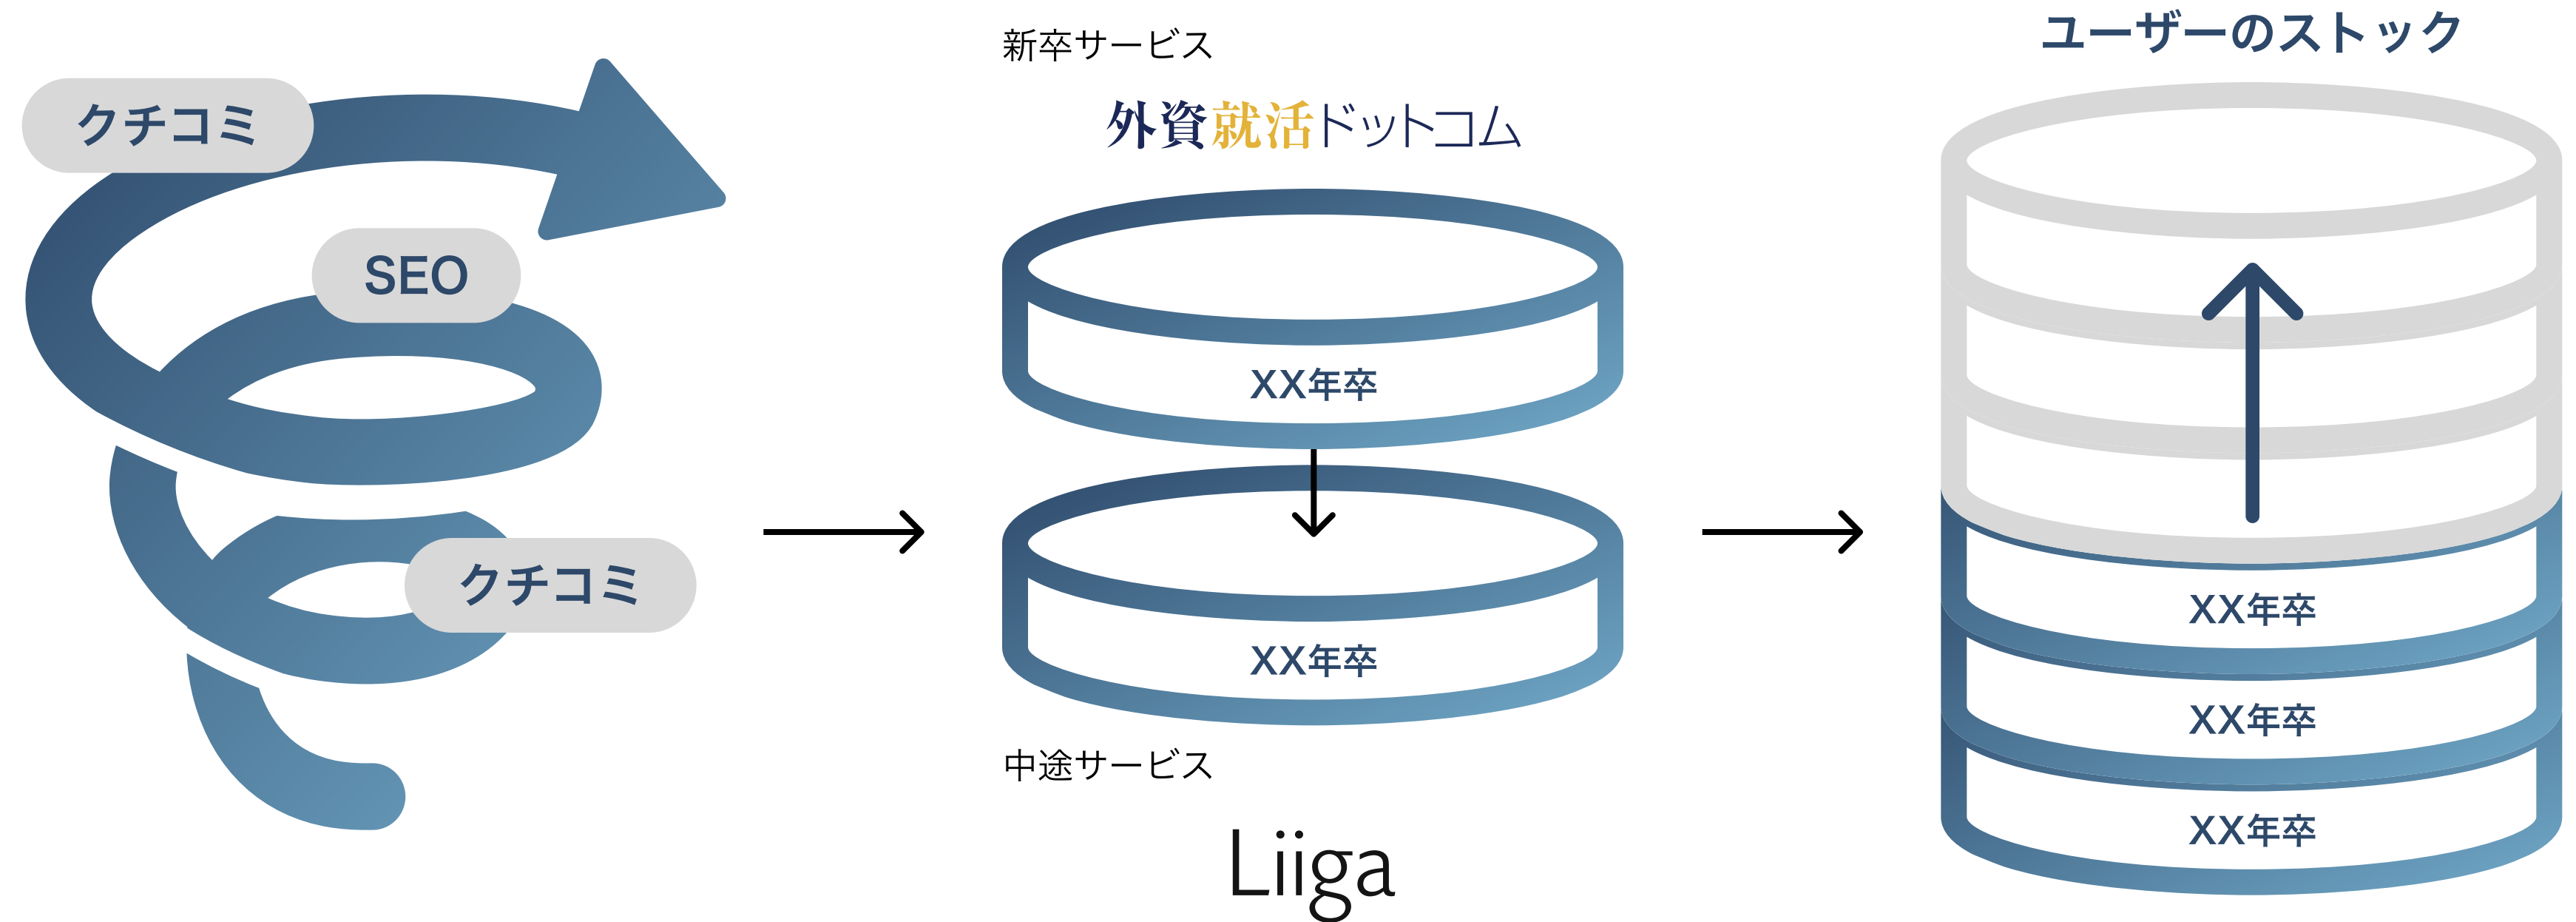 クチコミ
SEO
クチコミ
新卒サービス
外資就活ドットコム
XX年卒
XX年卒
中途サービス
Liiga
ユーザーのストック
XX年卒
XX年卒
XX年卒